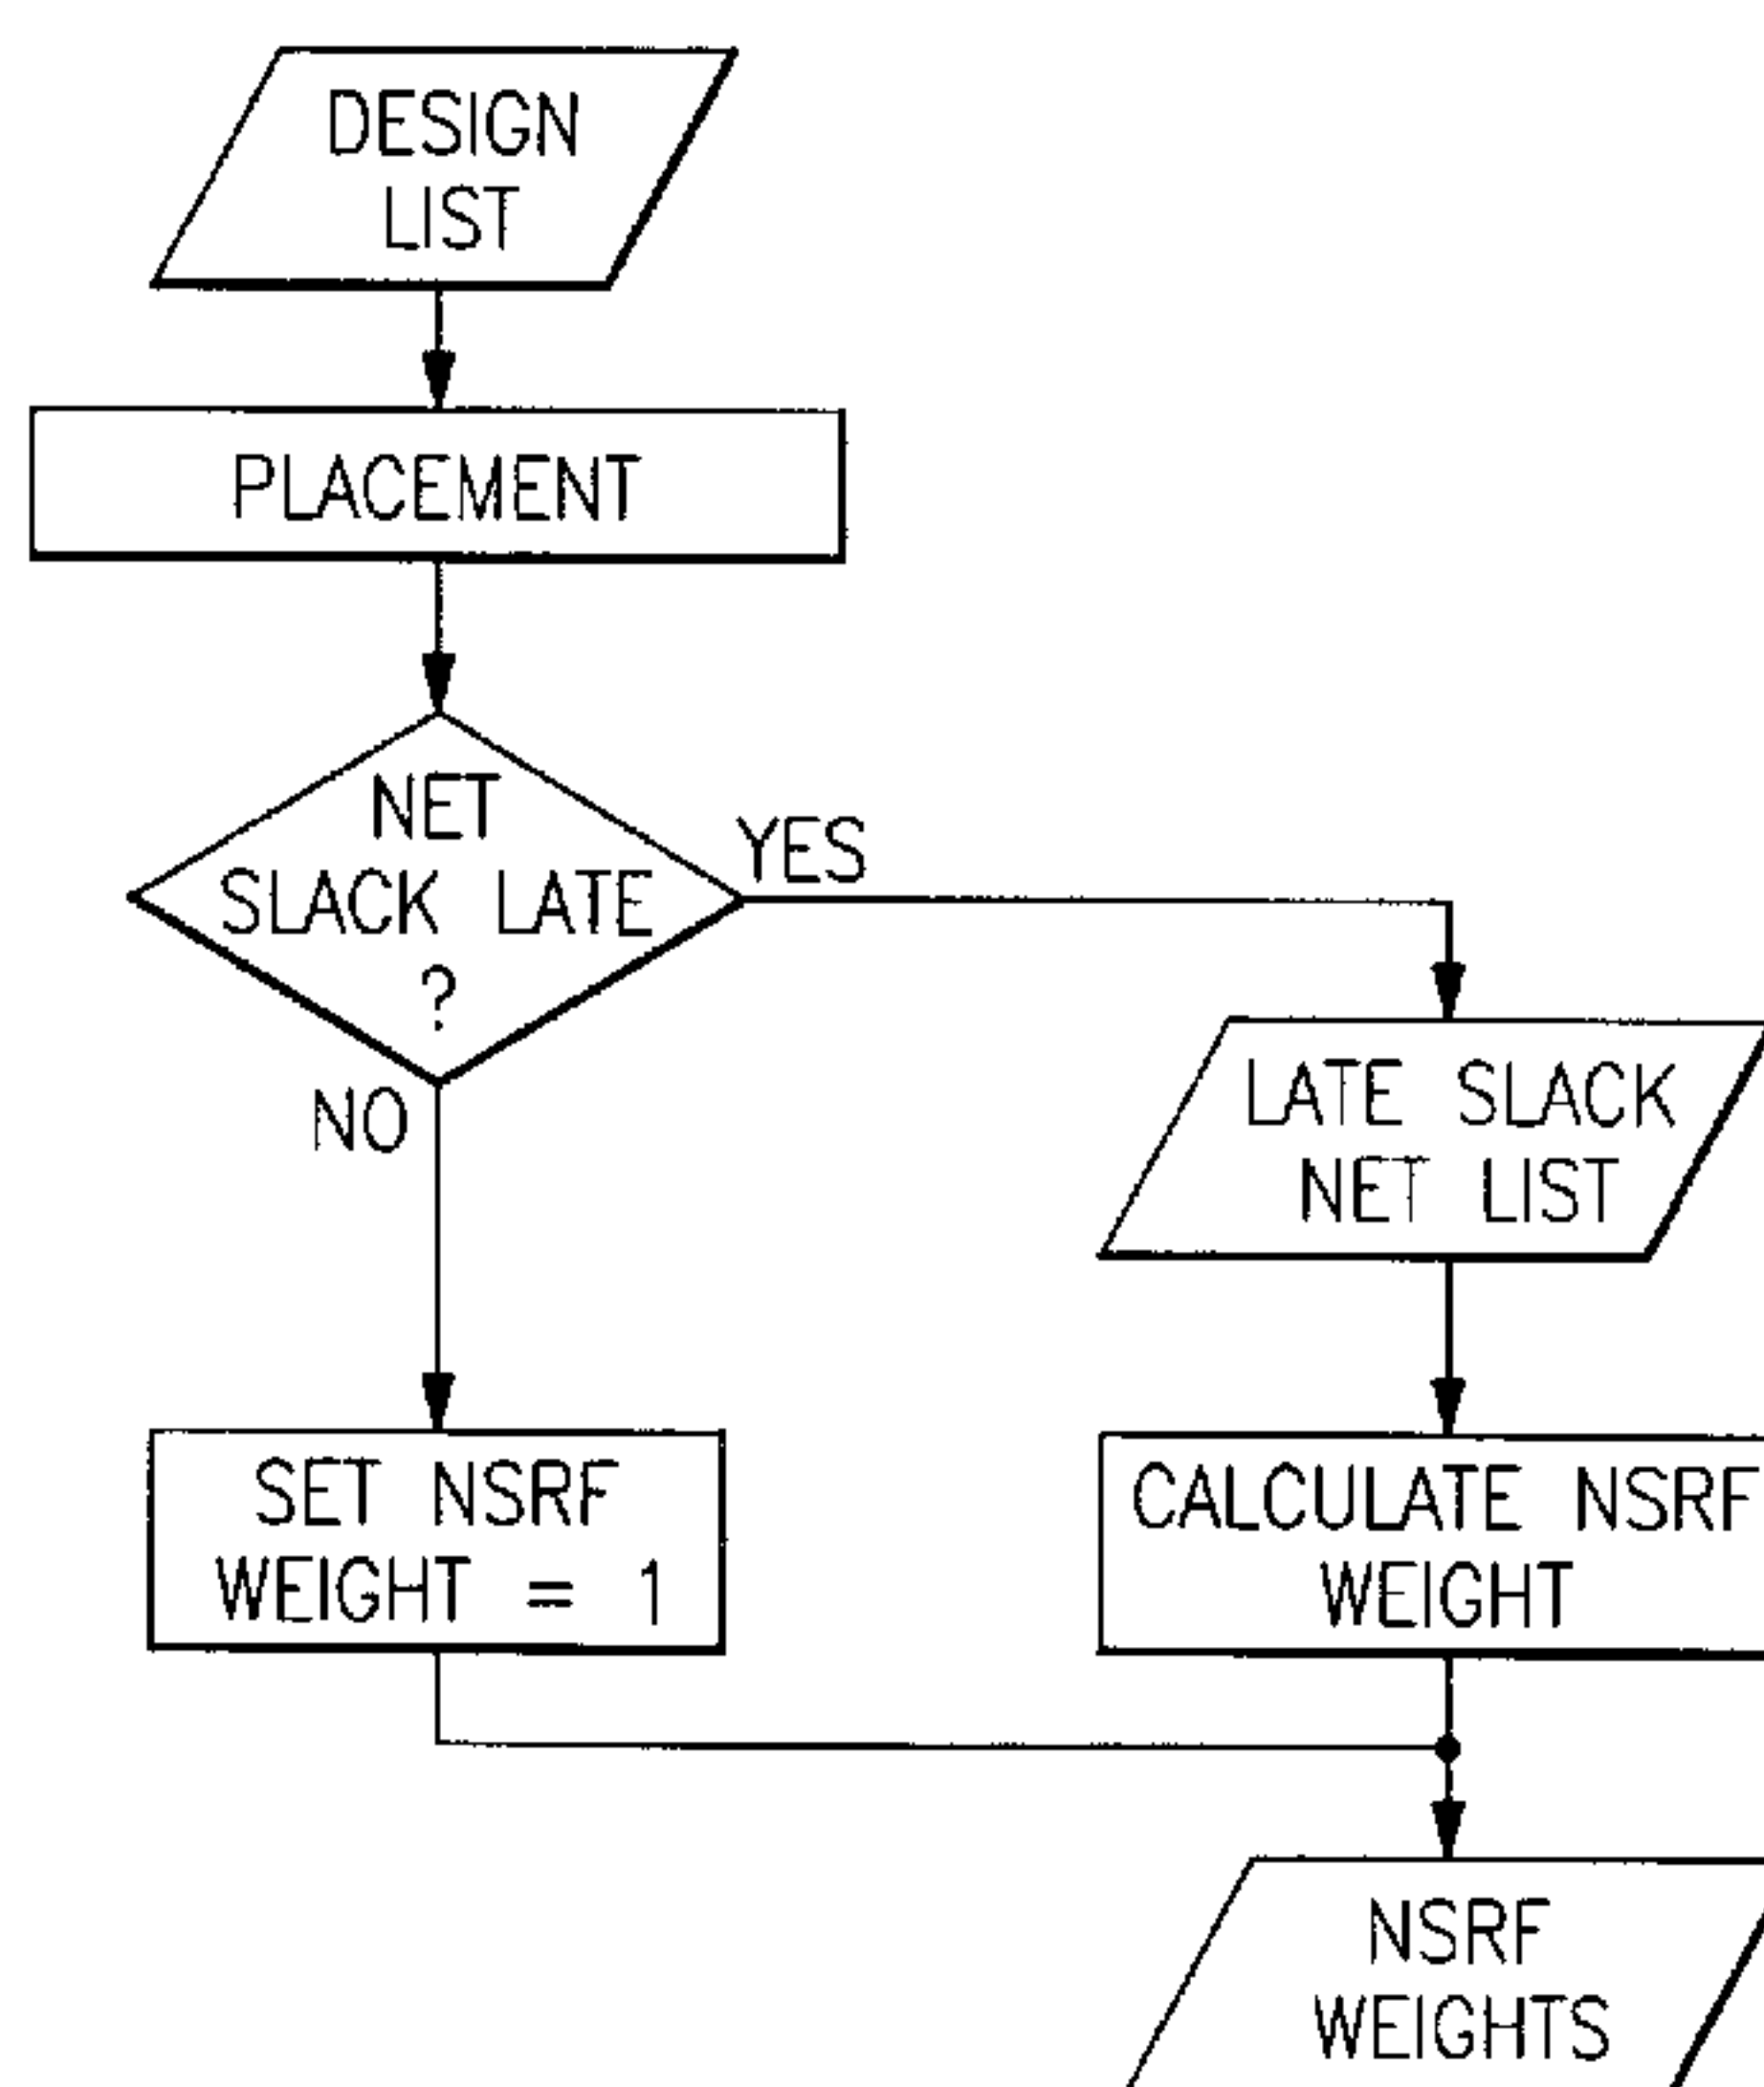 DESIGN
LIST
PLACEMENT
NET
SLACK LATE
?
YES
NO
LATE SLACK
NET LIST
SET NSRF
WEIGHT = 1
CALCULATE NSRF
WEIGHT
NSRF
WEIGHTS